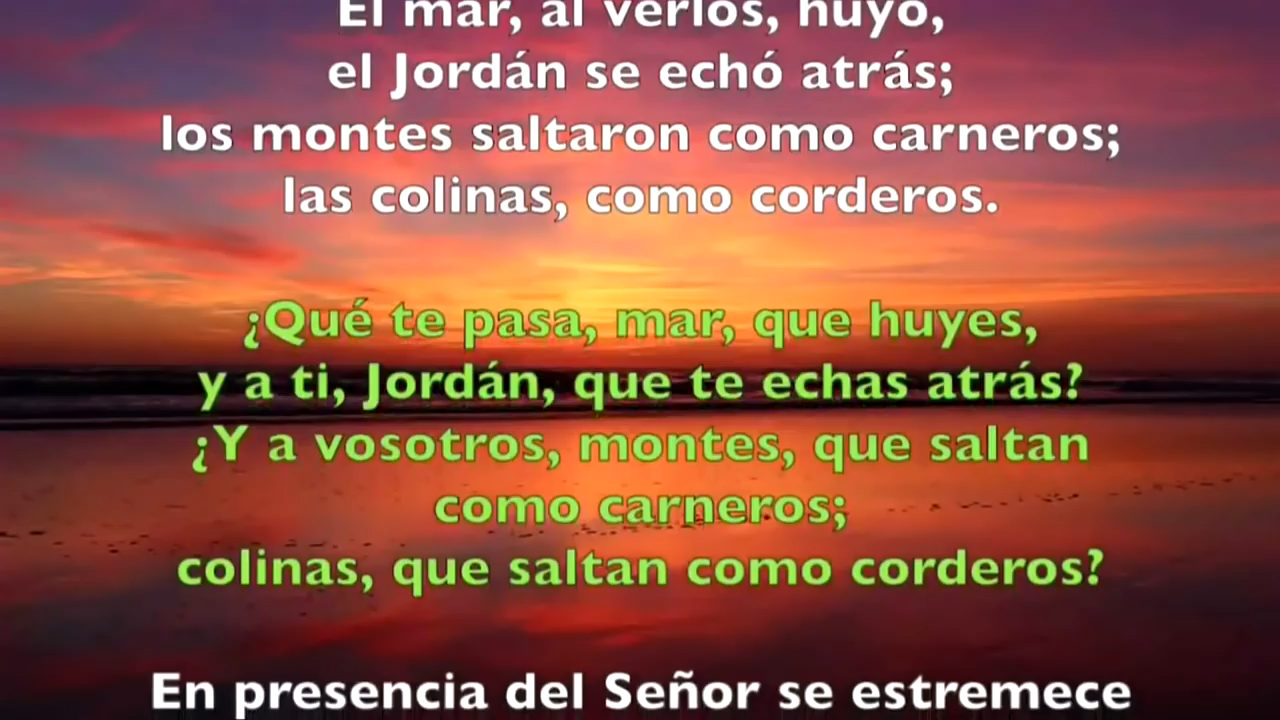 El mar, al verlos, huyó,
el Jordán se echó atrás;
los montes saltaron como carneros;
las colinas, como corderos.
¿Qué te pasa, mar, que huyes,
y a ti, Jordán, que te echas atrás?
¿Y a vosotros, montes, que saltan
como carneros;
colinas, que saltan como corderos?
En presencia del Señor se estremece